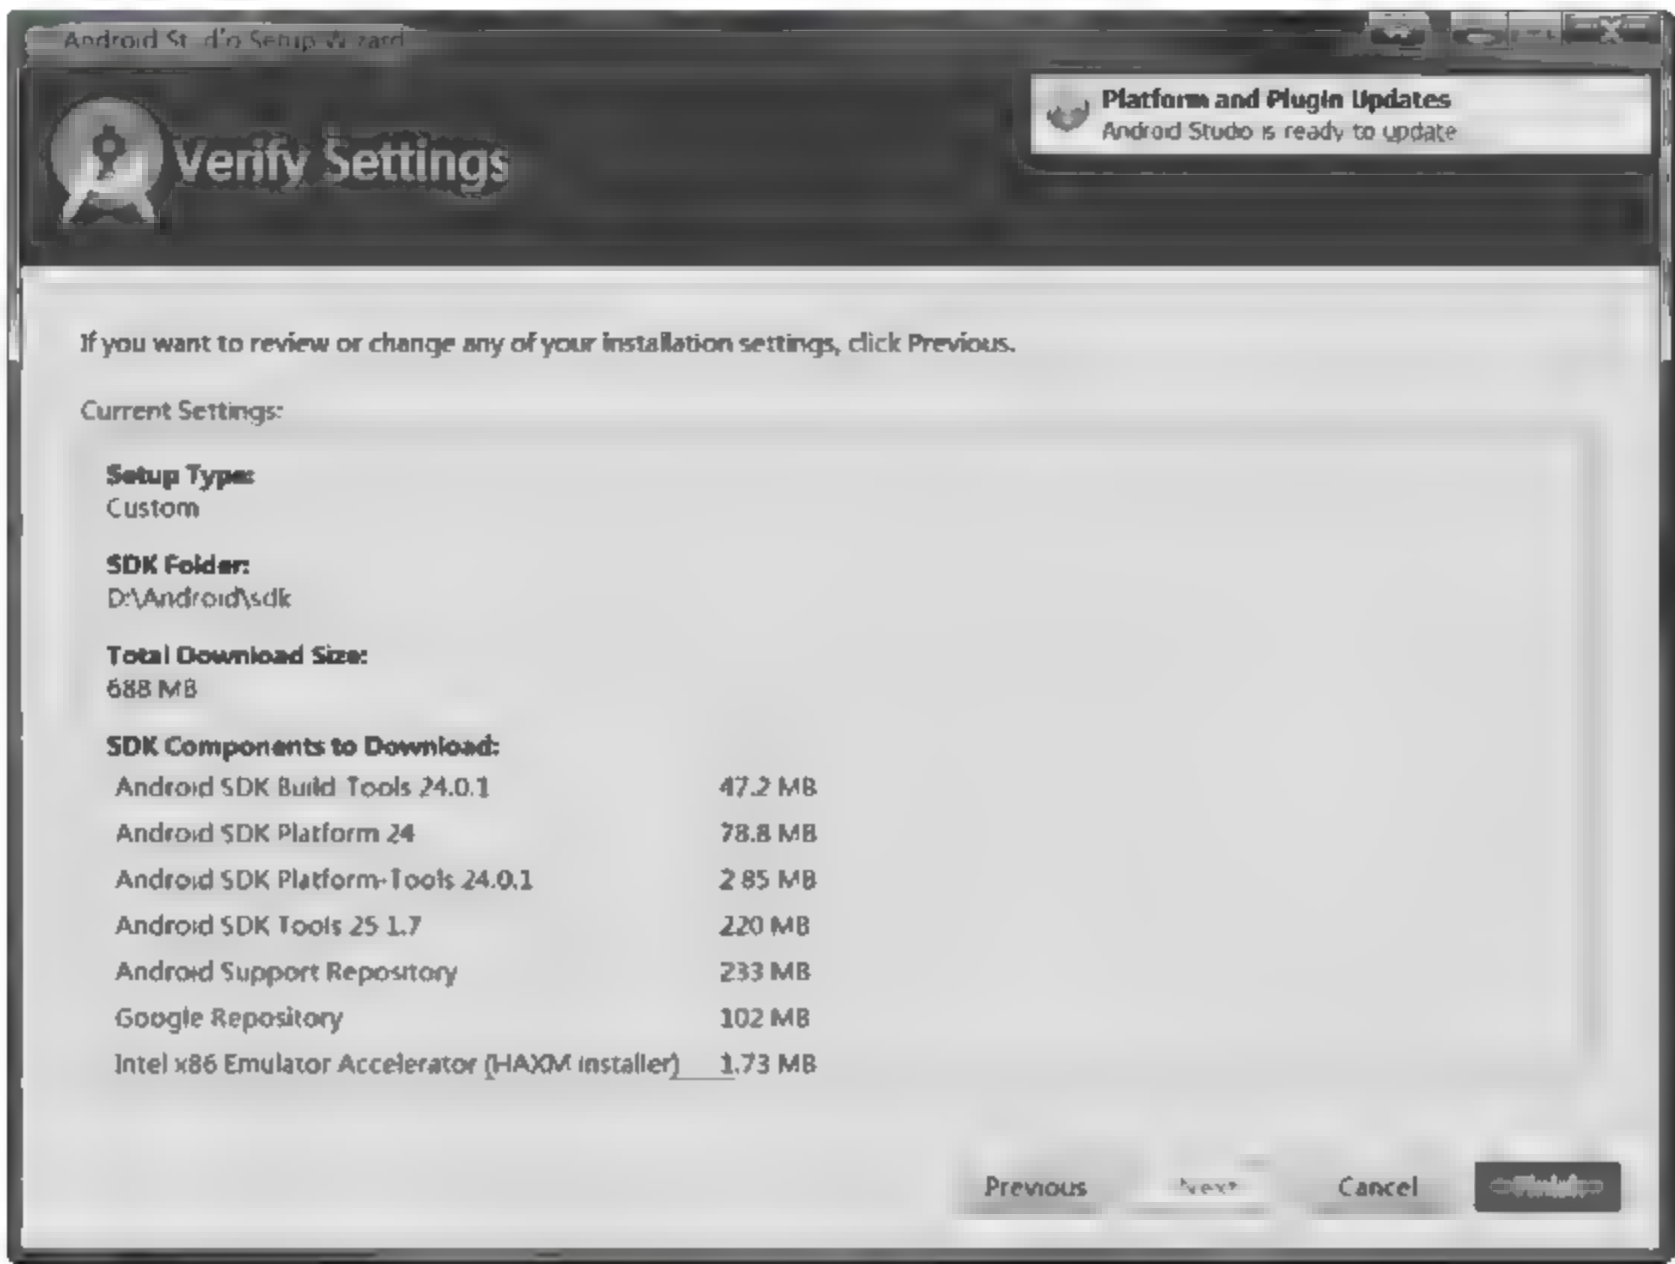 Android Studio Setup Wizard
Platform and Plugin Updates
Android Studio is ready to update
Verify Settings
If you want to review or change any of your installation settings, click Previous.
Current Settings:
Setup Type:
Custom
SDK Folder:
D:\Android\sdk
Total Download Size:
688 MB
SDK Components to Download:
Android SDK Build Tools 24.0.1 47.2 MB
Android SDK Platform 24 78.8 MB
Android SDK Platform-Tools 24.0.1 2.85 MB
Android SDK Tools 25.1.7 220 MB
Android Support Repository 233 MB
Google Repository 102 MB
Intel x86 Emulator Accelerator (HAXM installer) 1.73 MB
Previous Next Cancel